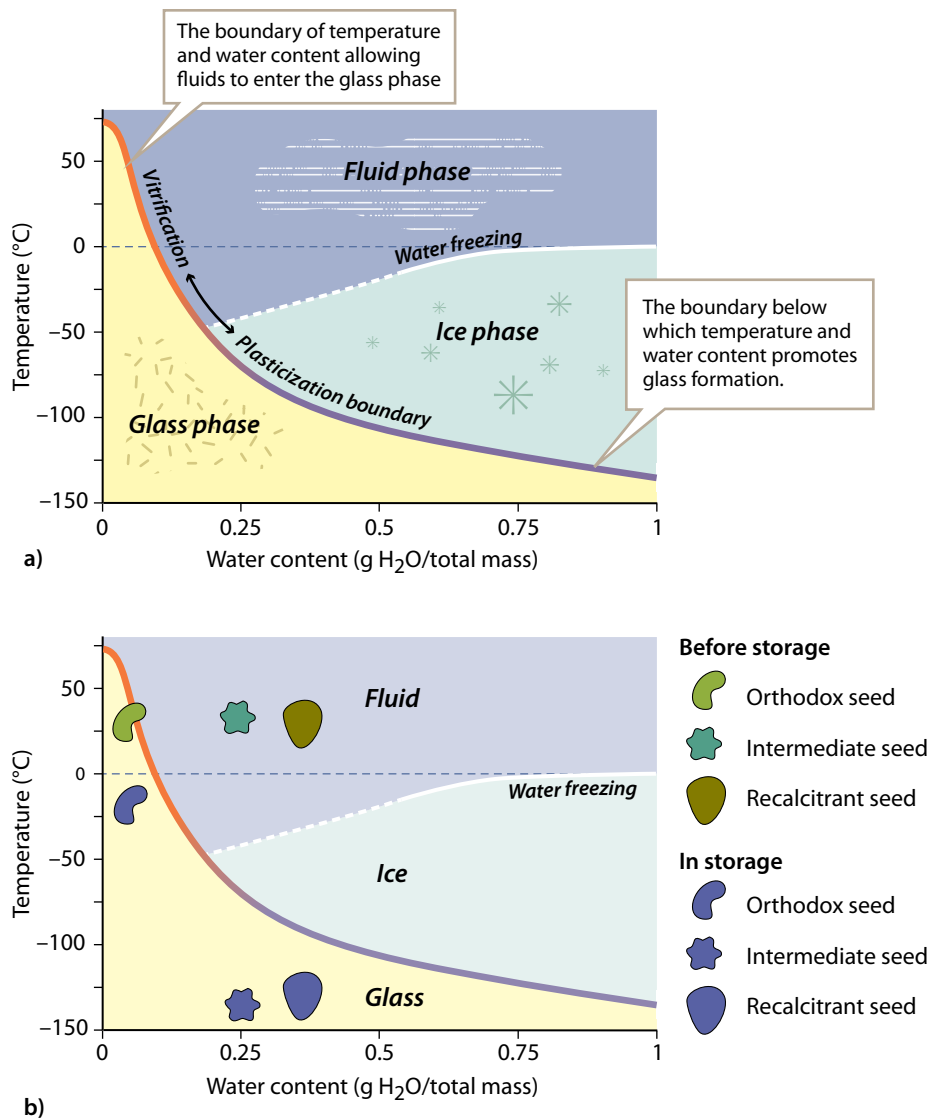 The boundary of temperature
and water content allowing
fluids to enter the glass phase
50
0
–50
–100
–150
Temperature (°C)
Vitrification
Fluid phase
Water freezing
Ice phase
Plasticization boundary
Glass phase
The boundary below
which temperature and
water content promotes
glass formation.
0
0.25
0.5
0.75
1
Water content (g H₂O/total mass)
a)
50
0
–50
–100
–150
Temperature (°C)
Fluid
Water freezing
Ice
Glass
0
0.25
0.5
0.75
1
Water content (g H₂O/total mass)
b)
Before storage
Orthodox seed
Intermediate seed
Recalcitrant seed
In storage
Orthodox seed
Intermediate seed
Recalcitrant seed